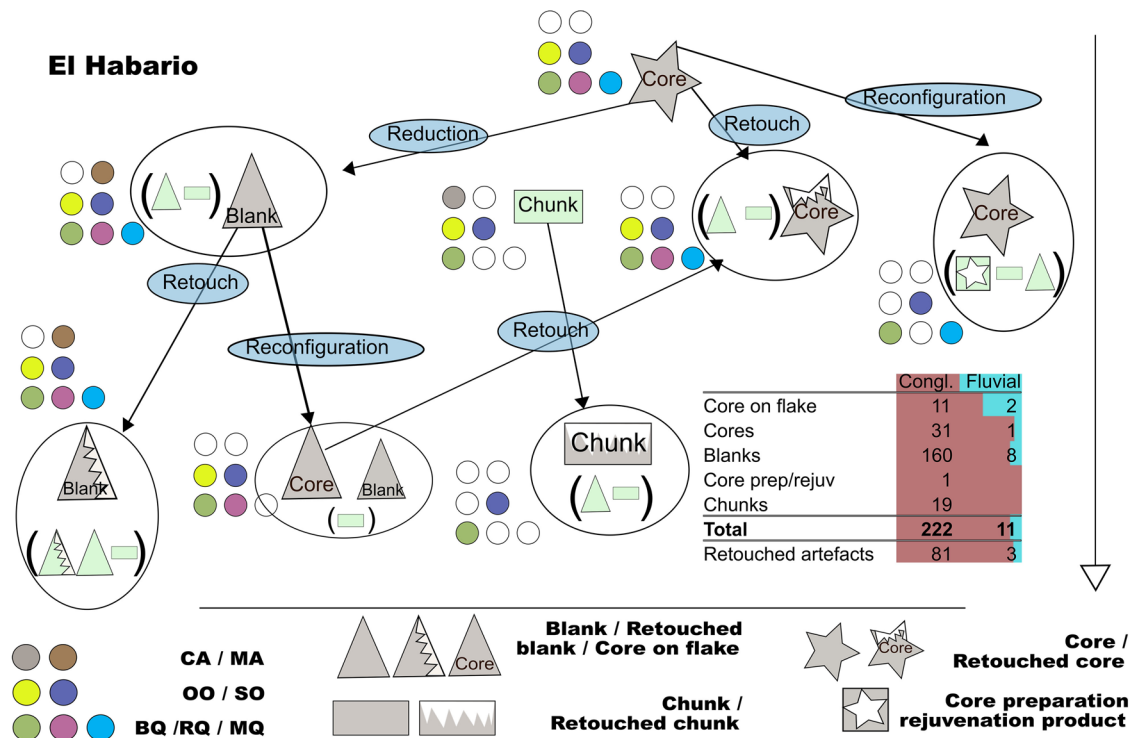 El Habario
Core
Reconfiguration
Reduction
Retouch
( - )
Blank
Chunk
( - )
Core
Core
( - )
Retouch
Retouch
Reconfiguration
Congl. Fluvial
Core on flake 11 2
Cores 31 1
Blanks 160 8
Core prep/rejuv 1
Chunks 19
Total 222 11
Retouched artefacts 81 3
Blank
( - )
Core
Blank
( )
Chunk
( - )
CA / MA
OO / SO
BQ /RQ / MQ
Core
Blank / Retouched
blank / Core on flake
Chunk /
Retouched chunk
Core
Core /
Retouched core
Core preparation
rejuvenation product